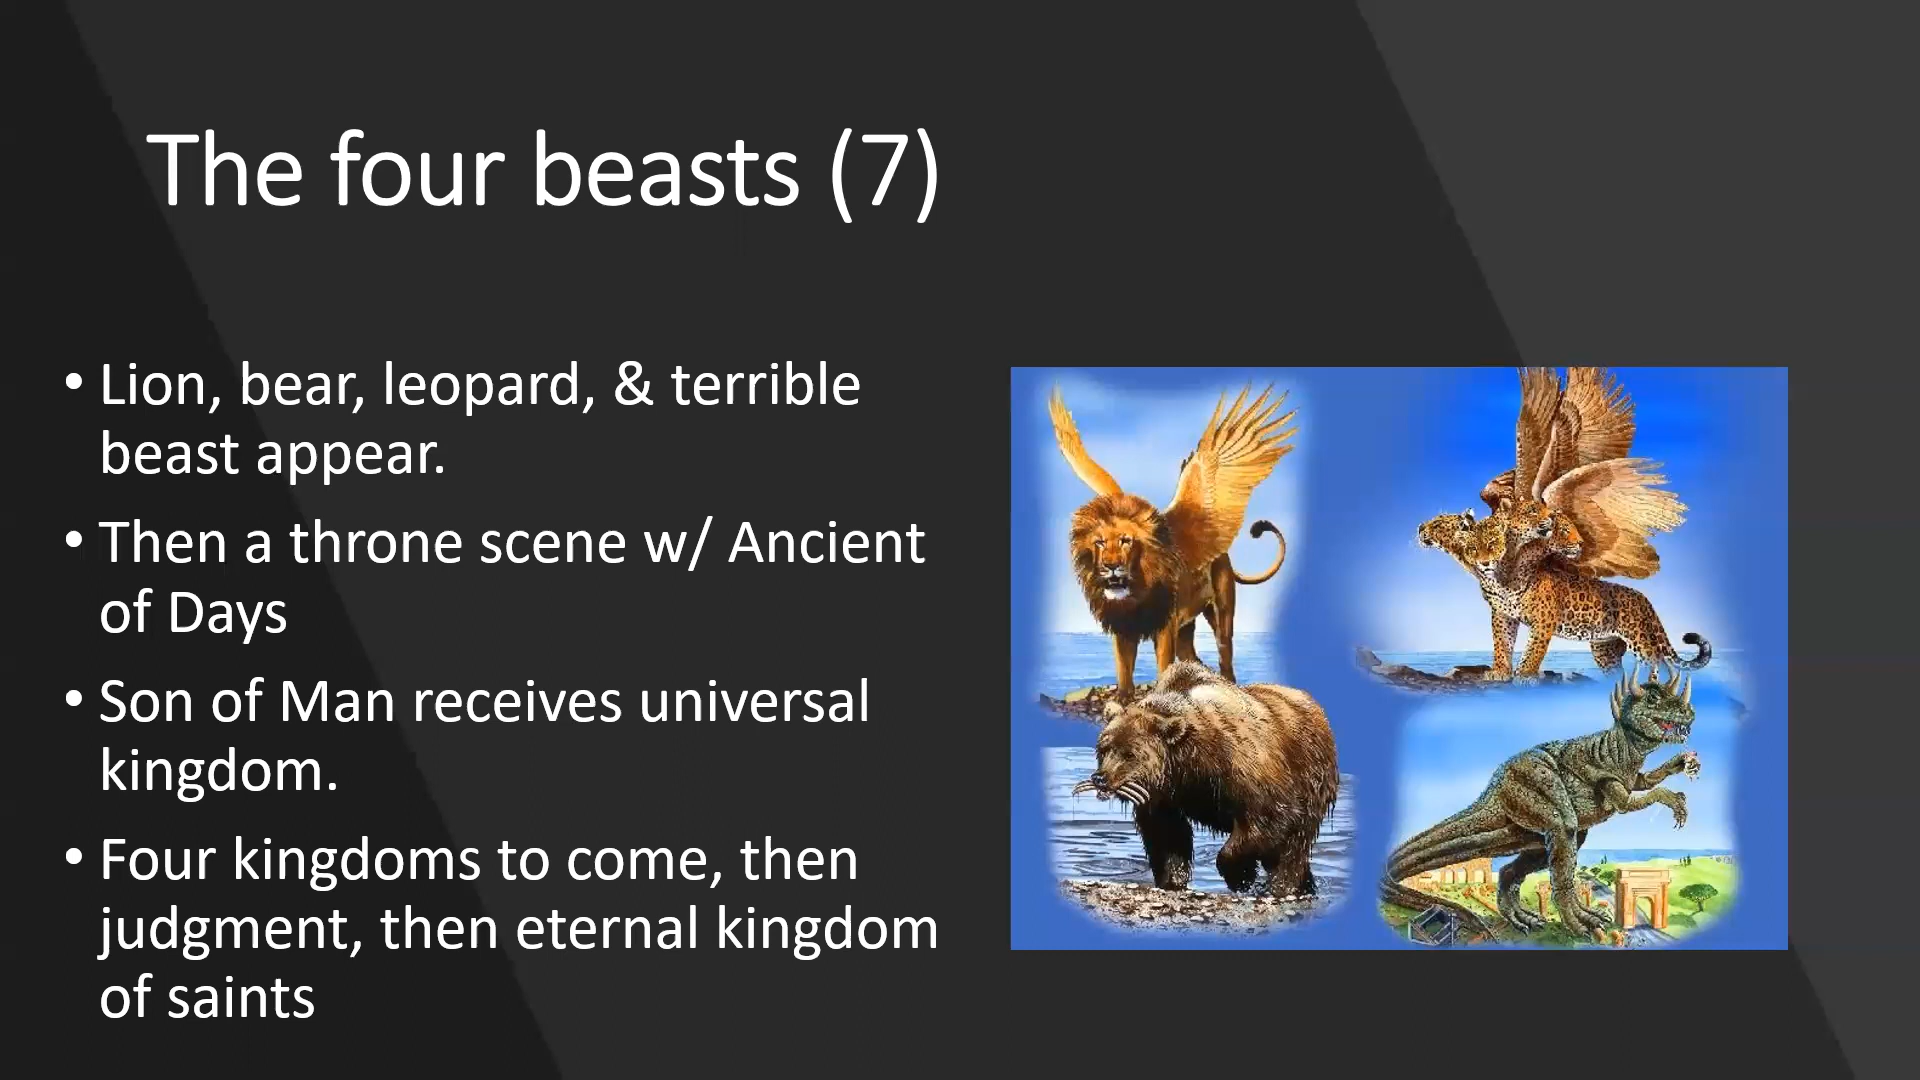 The four beasts (7)
• Lion, bear, leopard, & terrible
beast appear.
• Then a throne scene w/ Ancient
of Days
• Son of Man receives universal
kingdom.
• Four kingdoms to come, then
judgment, then eternal kingdom
of saints